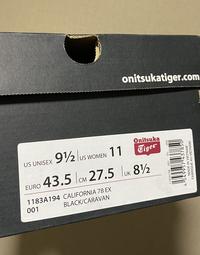 onitsukatiger.com
US UNISEX 9½ US WOMEN 11
Onitsuka
Tiger
EURO 43.5 CM 27.5 UK 8½
1183A194 CALIFORNIA 78 EX
001 BLACK/CARAVAN